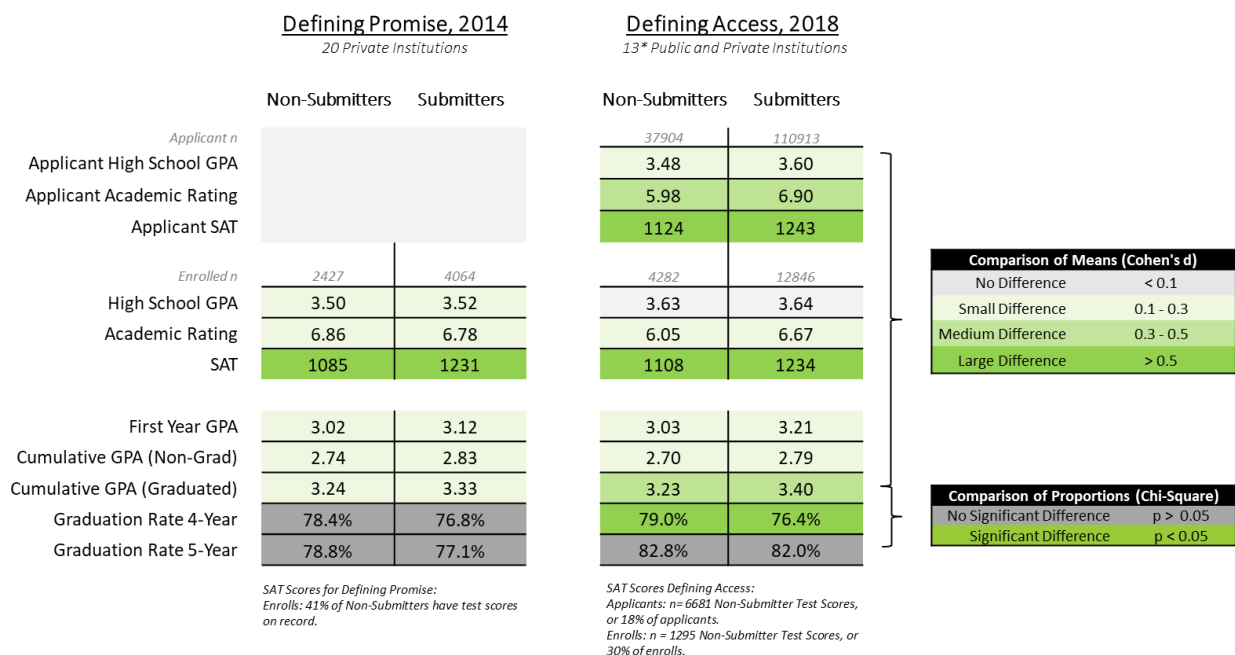 Defining Promise, 2014
20 Private Institutions
Defining Access, 2018
13* Public and Private Institutions
Non-Submitters Submitters
Non-Submitters Submitters
Applicant n 37904 110913
Applicant High School GPA 3.48 3.60
Applicant Academic Rating 5.98 6.90
Applicant SAT 1124 1243
Enrolled n 2427 4064 4282 12846
High School GPA 3.50 3.52 3.63 3.64
Academic Rating 6.86 6.78 6.05 6.67
SAT 1085 1231 1108 1234
First Year GPA 3.02 3.12 3.03 3.21
Cumulative GPA (Non-Grad) 2.74 2.83 2.70 2.79
Cumulative GPA (Graduated) 3.24 3.33 3.23 3.40
Graduation Rate 4-Year 78.4% 76.8% 79.0% 76.4%
Graduation Rate 5-Year 78.8% 77.1% 82.8% 82.0%
SAT Scores for Defining Promise:
Enrolls: 41% of Non-Submitters have test scores
on record.
SAT Scores Defining Access:
Applicants: n= 6681 Non-Submitter Test Scores,
or 18% of applicants.
Enrolls: n = 1295 Non-Submitter Test Scores, or
30% of enrolls.
Comparison of Means (Cohen's d)
No Difference < 0.1
Small Difference 0.1 - 0.3
Medium Difference 0.3 - 0.5
Large Difference > 0.5
Comparison of Proportions (Chi-Square)
No Significant Difference p > 0.05
Significant Difference p < 0.05